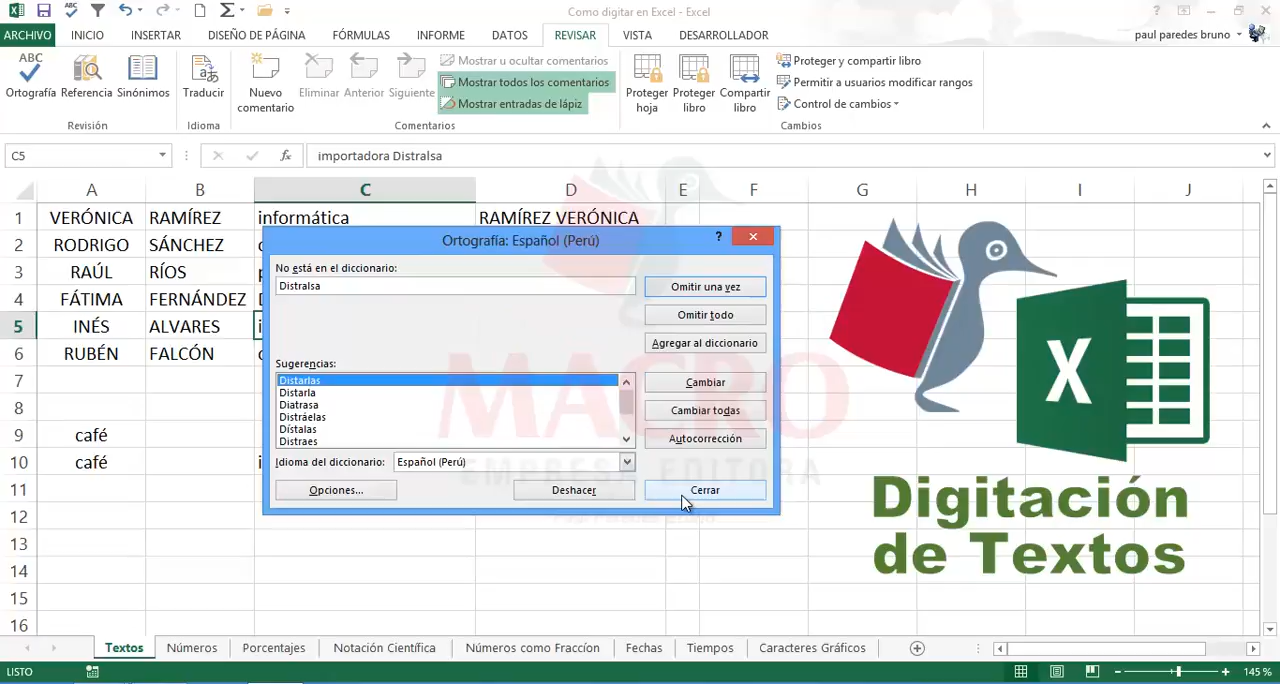 Como digitar en Excel - Excel
ARCHIVO INICIO INSERTAR DISEÑO DE PÁGINA FÓRMULAS INFORME DATOS REVISAR VISTA DESARROLLADOR paul paredes bruno
ABC Ortografía Referencia Sinónimos
Revisión
Traducir
Idioma
Nuevo comentario Eliminar Anterior Siguiente
Mostrar u ocultar comentarios
Mostrar todos los comentarios
Mostrar entradas de lápiz
Comentarios
Proteger hoja Proteger libro Compartir libro
Proteger y compartir libro
Permitir a usuarios modificar rangos
Control de cambios
Cambios
C5 fx importadora Distralsa
A B C D E F G H I J
1 VERÓNICA RAMÍREZ informática RAMÍREZ VERÓNICA
2 RODRIGO SÁNCHEZ
3 RAÚL RÍOS
4 FÁTIMA FERNÁNDEZ
5 INÉS ALVARES
6 RUBÉN FALCÓN
7
8
9 café
10 café
11
12
13
14
15
16
Ortografía: Español (Perú)
?
No está en el diccionario:
Distralsa
Omitir una vez
Omitir todo
Agregar al diccionario
Sugerencias:
Distarlas
Distarla
Diatrasa
Distráelas
Distalas
Distraes
Cambiar
Cambiar todas
Autocorrección
Idioma del diccionario: Español (Perú)
Opciones... Deshacer Cerrar
MACRO
EMPRESA EDITORA
X
Digitación
de Textos
Textos Números Porcentajes Notación Científica Números como Fraccíon Fechas Tiempos Caracteres Gráficos
LISTO 145 %